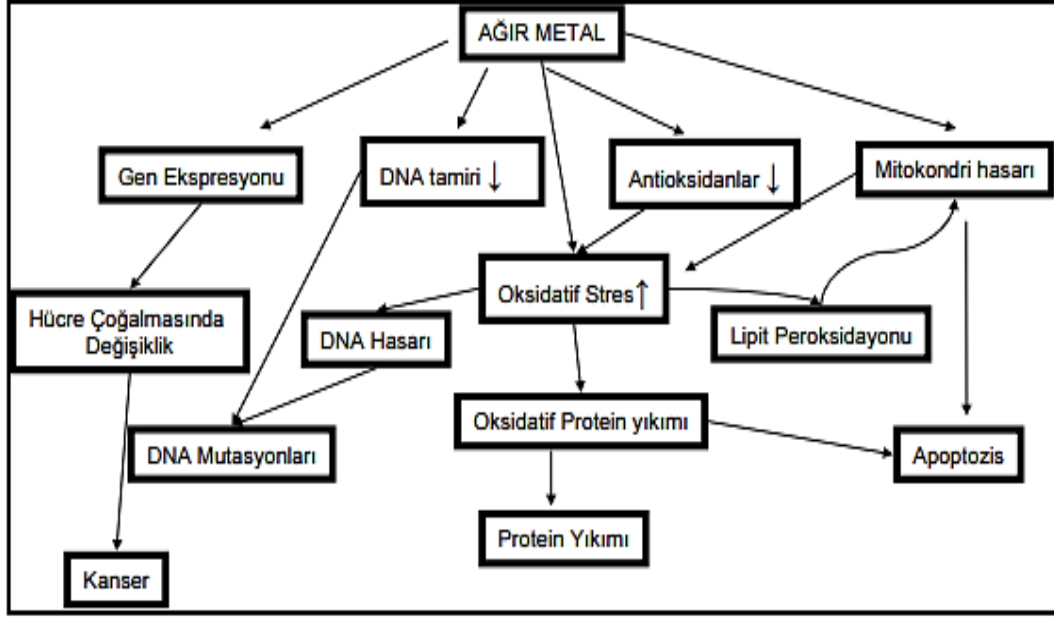 AĞIR METAL
Gen Ekspresyonu
DNA tamiri ↓
Antioksidanlar ↓
Mitokondri hasarı
Oksidatif Stres↑
Hücre Çoğalmasında
Değişiklik
DNA Hasarı
Lipit Peroksidayonu
Oksidatif Protein yıkımı
DNA Mutasyonları
Apoptozis
Protein Yıkımı
Kanser